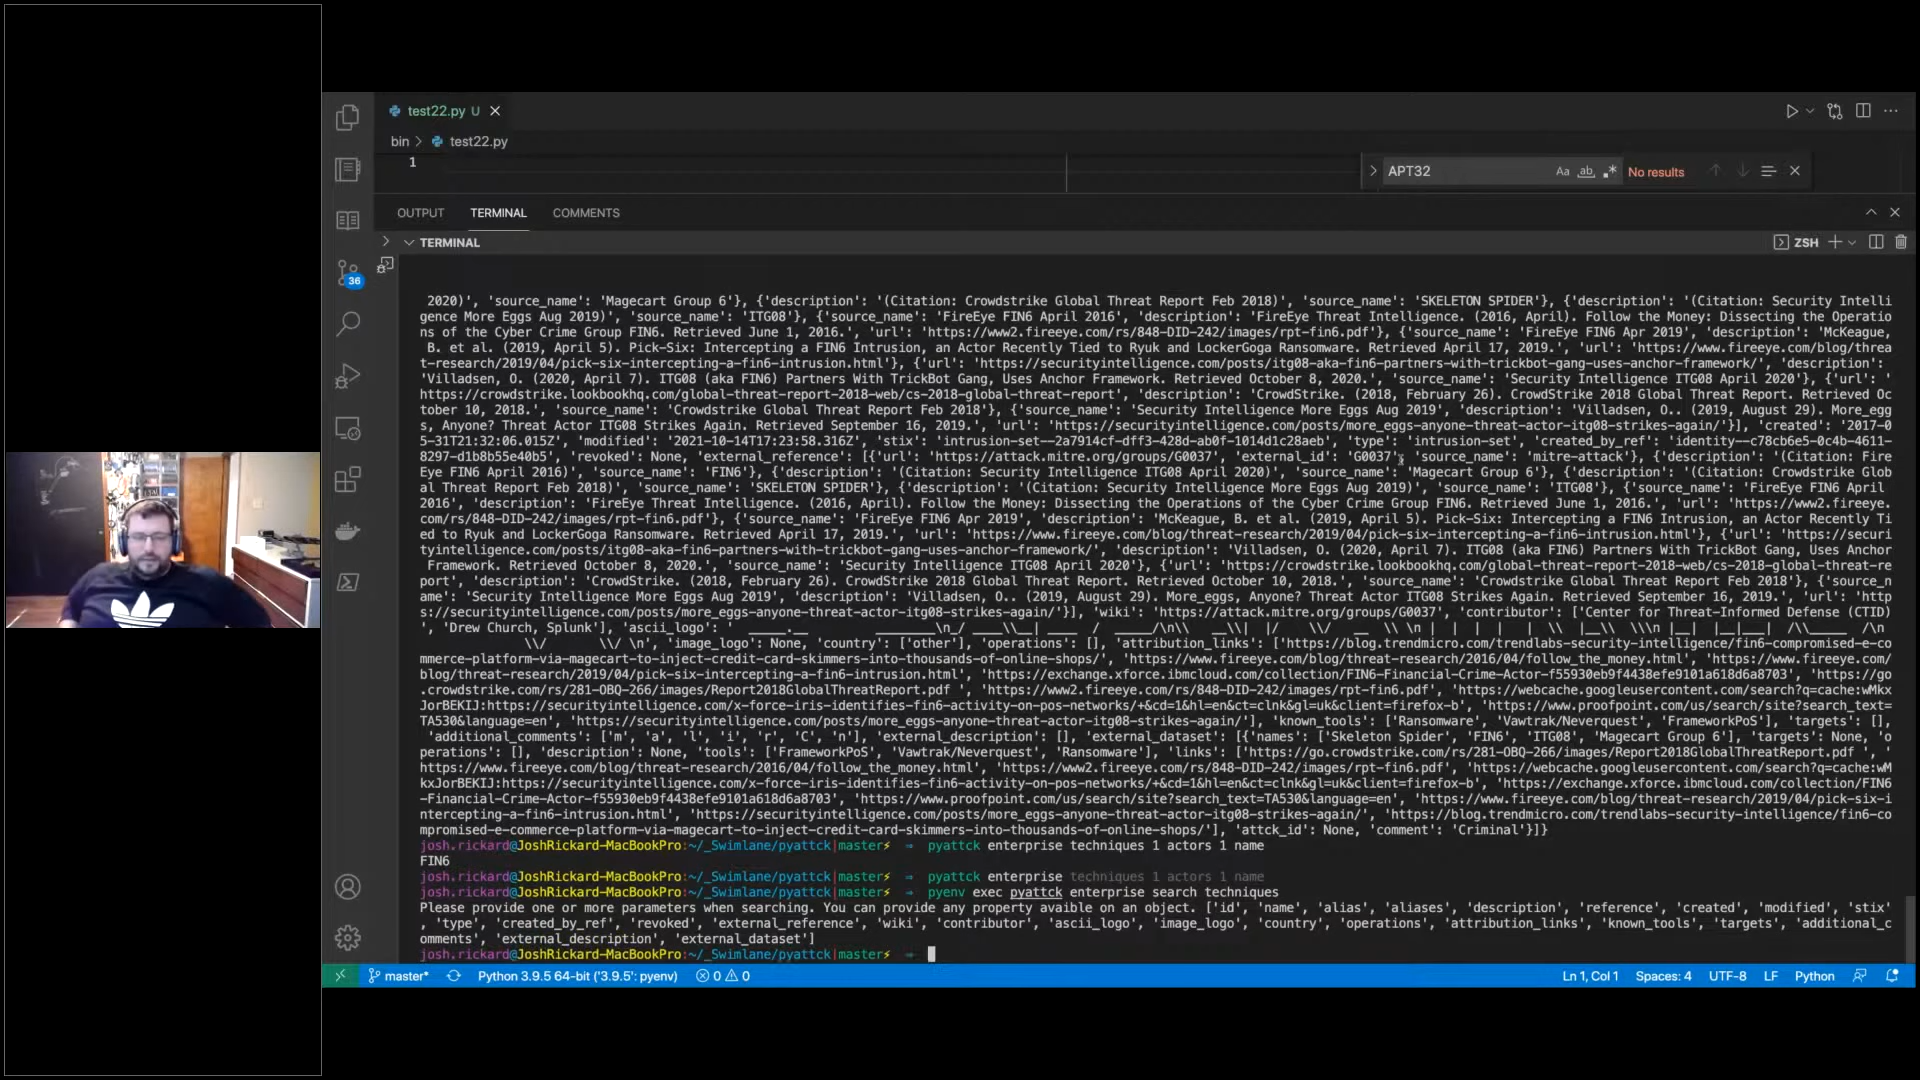 test22.py U
bin > test22.py
1
APT32
Aa ab .* No results
OUTPUT TERMINAL COMMENTS
TERMINAL
ZSH
36
2020)', 'source_name': 'Magecart Group 6'}, {'description': '(Citation: Crowdstrike Global Threat Report Feb 2018)', 'source_name': 'SKELETON SPIDER'}, {'description': '(Citation: Security Intelli
gence More Eggs Aug 2019)', 'source_name': 'ITG08'}, {'source_name': 'FireEye FIN6 April 2016', 'description': 'FireEye Threat Intelligence. (2016, April). Follow the Money: Dissecting the Operatio
ns of the Cyber Crime Group FIN6. Retrieved June 1, 2016.', 'url': 'https://www2.fireeye.com/rs/848-DID-242/images/rpt-fin6.pdf'}, {'source_name': 'FireEye FIN6 Apr 2019', 'description': 'McKeague,
B. et al. (2019, April 5). Pick-Six: Intercepting a FIN6 Intrusion, an Actor Recently Tied to Ryuk and LockerGoga Ransomware. Retrieved April 17, 2019.', 'url': 'https://www.fireeye.com/blog/threa
t-research/2019/04/pick-six-intercepting-a-fin6-intrusion.html'}, {'url': 'https://securityintelligence.com/posts/itg08-aka-fin6-partners-with-trickbot-gang-uses-anchor-framework/', 'description':
'Villadsen, O. (2020, April 7). ITG08 (aka FIN6) Partners With TrickBot Gang, Uses Anchor Framework. Retrieved October 8, 2020.', 'source_name': 'Security Intelligence ITG08 April 2020'}, {'url': '
https://crowdstrike.lookbookhq.com/global-threat-report-2018-web/cs-2018-global-threat-report', 'description': 'CrowdStrike. (2018, February 26). CrowdStrike 2018 Global Threat Report. Retrieved Oc
tober 10, 2018.', 'source_name': 'Crowdstrike Global Threat Report Feb 2018'}, {'source_name': 'Security Intelligence More Eggs Aug 2019', 'description': 'Villadsen, O.. (2019, August 29). More_egg
s, Anyone? Threat Actor ITG08 Strikes Again. Retrieved September 16, 2019.', 'url': 'https://securityintelligence.com/posts/more_eggs-anyone-threat-actor-itg08-strikes-again/'}], 'created': '2017-0
5-31T21:32:06.015Z', 'modified': '2021-10-14T17:23:58.316Z', 'stix': 'intrusion-set--2a7914cf-dff3-428d-ab0f-1014d1c28aeb', 'type': 'intrusion-set', 'created_by_ref': 'identity--c78cb6e5-0c4b-4611-
8297-d1b8b55e40b5', 'revoked': None, 'external_reference': [{'url': 'https://attack.mitre.org/groups/G0037', 'external_id': 'G0037', 'source_name': 'mitre-attack'}, {'description': '(Citation: Fire
Eye FIN6 April 2016)', 'source_name': 'FIN6'}, {'description': '(Citation: Security Intelligence ITG08 April 2020)', 'source_name': 'Magecart Group 6'}, {'description': '(Citation: Crowdstrike Glob
al Threat Report Feb 2018)', 'source_name': 'SKELETON SPIDER'}, {'description': '(Citation: Security Intelligence More Eggs Aug 2019)', 'source_name': 'ITG08'}, {'source_name': 'FireEye FIN6 April
2016', 'description': 'FireEye Threat Intelligence. (2016, April). Follow the Money: Dissecting the Operations of the Cyber Crime Group FIN6. Retrieved June 1, 2016.', 'url': 'https://www2.fireeye.
com/rs/848-DID-242/images/rpt-fin6.pdf'}, {'source_name': 'FireEye FIN6 Apr 2019', 'description': 'McKeague, B. et al. (2019, April 5). Pick-Six: Intercepting a FIN6 Intrusion, an Actor Recently Ti
ed to Ryuk and LockerGoga Ransomware. Retrieved April 17, 2019.', 'url': 'https://www.fireeye.com/blog/threat-research/2019/04/pick-six-intercepting-a-fin6-intrusion.html'}, {'url': 'https://securi
tyintelligence.com/posts/itg08-aka-fin6-partners-with-trickbot-gang-uses-anchor-framework/', 'description': 'Villadsen, O. (2020, April 7). ITG08 (aka FIN6) Partners With TrickBot Gang, Uses Anchor
Framework. Retrieved October 8, 2020.', 'source_name': 'Security Intelligence ITG08 April 2020'}, {'url': 'https://crowdstrike.lookbookhq.com/global-threat-report-2018-web/cs-2018-global-threat-re
port', 'description': 'CrowdStrike. (2018, February 26). CrowdStrike 2018 Global Threat Report. Retrieved October 10, 2018.', 'source_name': 'Crowdstrike Global Threat Report Feb 2018'}, {'source_n
ame': 'Security Intelligence More Eggs Aug 2019', 'description': 'Villadsen, O.. (2019, August 29). More_eggs, Anyone? Threat Actor ITG08 Strikes Again. Retrieved September 16, 2019.', 'url': 'http
s://securityintelligence.com/posts/more_eggs-anyone-threat-actor-itg08-strikes-again/'}], 'wiki': 'https://attack.mitre.org/groups/G0037', 'contributor': ['Center for Threat-Informed Defense (CTID)
', 'Drew Church, Splunk'], 'ascii_logo': '
\n', 'image_logo': None, 'country': ['other'], 'operations': [], 'attribution_links': ['https://blog.trendmicro.com/trendlabs-security-intelligence/fin6-compromised-e-co
mmerce-platform-via-magecart-to-inject-credit-card-skimmers-into-thousands-of-online-shops/', 'https://www.fireeye.com/blog/threat-research/2016/04/follow_the_money.html', 'https://www.fireeye.com/
blog/threat-research/2019/04/pick-six-intercepting-a-fin6-intrusion.html', 'https://exchange.xforce.ibmcloud.com/collection/FIN6-Financial-Crime-Actor-f55930eb9f4438efe9101a618d6a8703', 'https://go
.crowdstrike.com/rs/281-OBQ-266/images/Report2018GlobalThreatReport.pdf ', 'https://www2.fireeye.com/rs/848-DID-242/images/rpt-fin6.pdf', 'https://webcache.googleusercontent.com/search?q=cache:wMkx
JorBEKIJ:https://securityintelligence.com/x-force-iris-identifies-fin6-activity-on-pos-networks/+&cd=1&hl=en&ct=clnk&gl=uk&client=firefox-b', 'https://www.proofpoint.com/us/search/site?search_text=
TA530&language=en', 'https://securityintelligence.com/posts/more_eggs-anyone-threat-actor-itg08-strikes-again/'], 'known_tools': ['Ransomware', 'Vawtrak/Neverquest', 'FrameworkPoS'], 'targets': [],
'additional_comments': ['m', 'a', 'l', 'i', 'r', 'C', 'n'], 'external_description': [], 'external_dataset': [{'names': ['Skeleton Spider', 'FIN6', 'ITG08', 'Magecart Group 6'], 'targets': None, 'o
perations': [], 'description': None, 'tools': ['FrameworkPoS', 'Vawtrak/Neverquest', 'Ransomware'], 'links': ['https://go.crowdstrike.com/rs/281-OBQ-266/images/Report2018GlobalThreatReport.pdf ', '
https://www.fireeye.com/blog/threat-research/2016/04/follow_the_money.html', 'https://www2.fireeye.com/rs/848-DID-242/images/rpt-fin6.pdf', 'https://webcache.googleusercontent.com/search?q=cache:wM
kxJorBEKIJ:https://securityintelligence.com/x-force-iris-identifies-fin6-activity-on-pos-networks/+&cd=1&hl=en&ct=clnk&gl=uk&client=firefox-b', 'https://exchange.xforce.ibmcloud.com/collection/FIN6
-Financial-Crime-Actor-f55930eb9f4438efe9101a618d6a8703', 'https://www.proofpoint.com/us/search/site?search_text=TA530&language=en', 'https://www.fireeye.com/blog/threat-research/2019/04/pick-six-i
ntercepting-a-fin6-intrusion.html', 'https://securityintelligence.com/posts/more_eggs-anyone-threat-actor-itg08-strikes-again/', 'https://blog.trendmicro.com/trendlabs-security-intelligence/fin6-co
mpromised-e-commerce-platform-via-magecart-to-inject-credit-card-skimmers-into-thousands-of-online-shops/'], 'attck_id': None, 'comment': 'Criminal'}]}
josh.rickard@JoshRickard-MacBookPro:~/_Swimlane/pyattck|master⚡ ⇒ pyattck enterprise techniques 1 actors 1 name
FIN6
josh.rickard@JoshRickard-MacBookPro:~/_Swimlane/pyattck|master⚡ ⇒ pyattck enterprise techniques 1 actors 1 name
josh.rickard@JoshRickard-MacBookPro:~/_Swimlane/pyattck|master⚡ ⇒ pyenv exec pyattck enterprise search techniques
Please provide one or more parameters when searching. You can provide any property avaible on an object. ['id', 'name', 'alias', 'aliases', 'description', 'reference', 'created', 'modified', 'stix'
, 'type', 'created_by_ref', 'revoked', 'external_reference', 'wiki', 'contributor', 'ascii_logo', 'image_logo', 'country', 'operations', 'attribution_links', 'known_tools', 'targets', 'additional_c
omments', 'external_description', 'external_dataset']
josh.rickard@JoshRickard-MacBookPro:~/_Swimlane/pyattck|master⚡ ⇒
master* Python 3.9.5 64-bit ('3.9.5': pyenv) 0 0 Ln 1, Col 1 Spaces: 4 UTF-8 LF Python